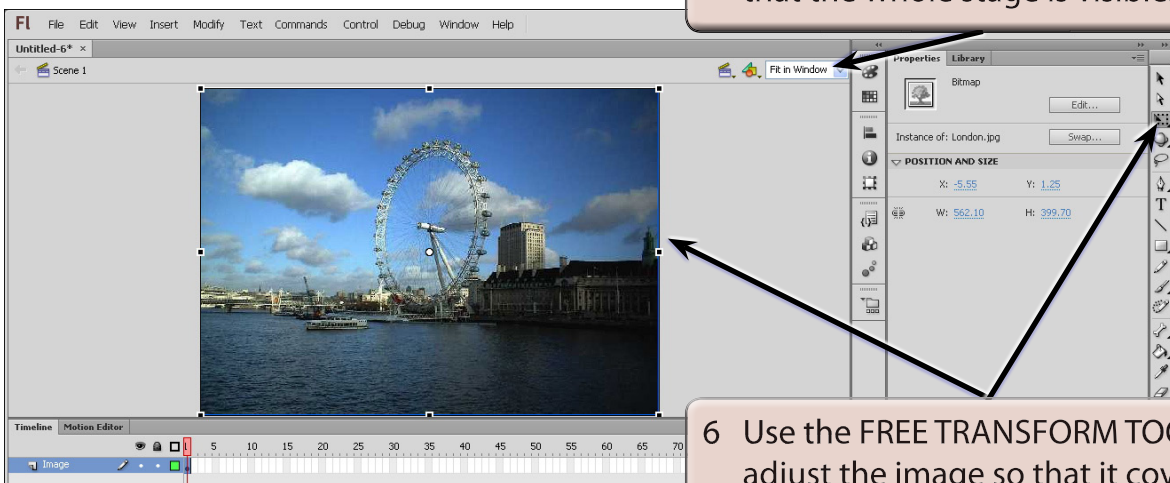 that the whole stage is visible
Fl File Edit View Insert Modify Text Commands Control Debug Window Help
Untitled-6* ×
Scene 1
Fit in Window
Properties Library
Bitmap
Edit...
Instance of: London.jpg
Swap...
POSITION AND SIZE
X: -5.55 Y: 1.25
W: 562.10 H: 399.70
Timeline Motion Editor
1 5 10 15 20 25 30 35 40 45 50 55 60 65 70
Image
6 Use the FREE TRANSFORM TOO
adjust the image so that it cov